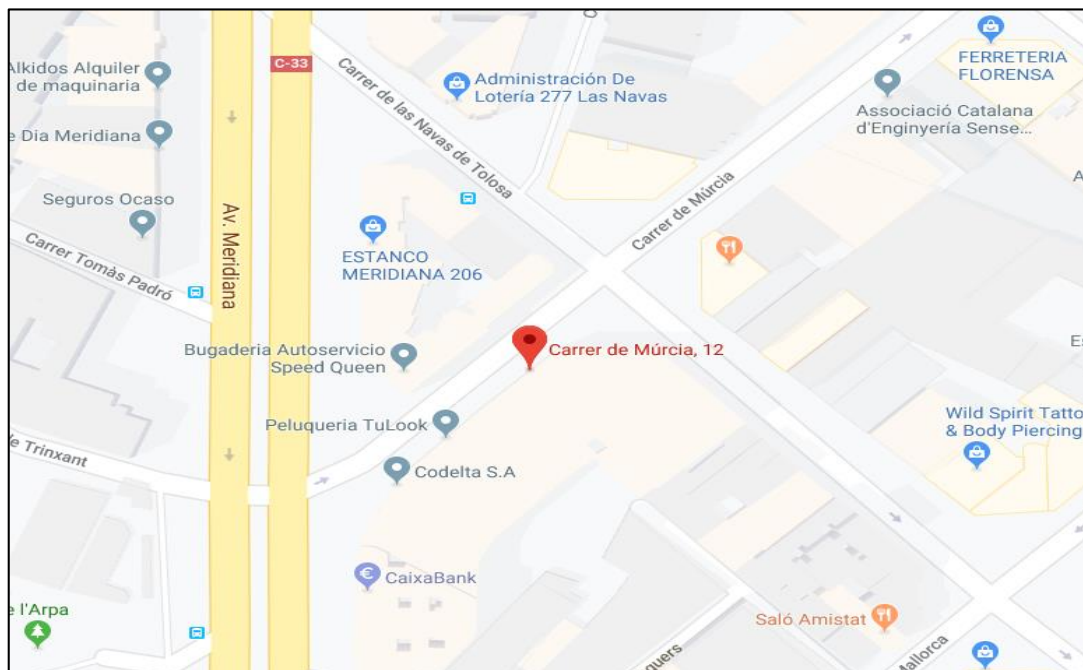 FERRETERIA
FLORENSA
C-33
Alkidos Alquiler
de maquinaria
Carrer de las Navas de Tolosa
Administración De
Lotería 277 Las Navas
Associació Catalana
d'Enginyería Sense...
e Dia Meridiana
Carrer de Múrcia
Seguros Ocaso
Av. Meridiana
Carrer Tomàs Padró
ESTANCO
MERIDIANA 206
Bugaderia Autoservicio
Speed Queen
Carrer de Múrcia, 12
Peluqueria TuLook
Wild Spirit Tatto
& Body Piercing
e Trinxant
Codelta S.A
CaixaBank
e l'Arpa
Saló Amistat
Mallorca
quers